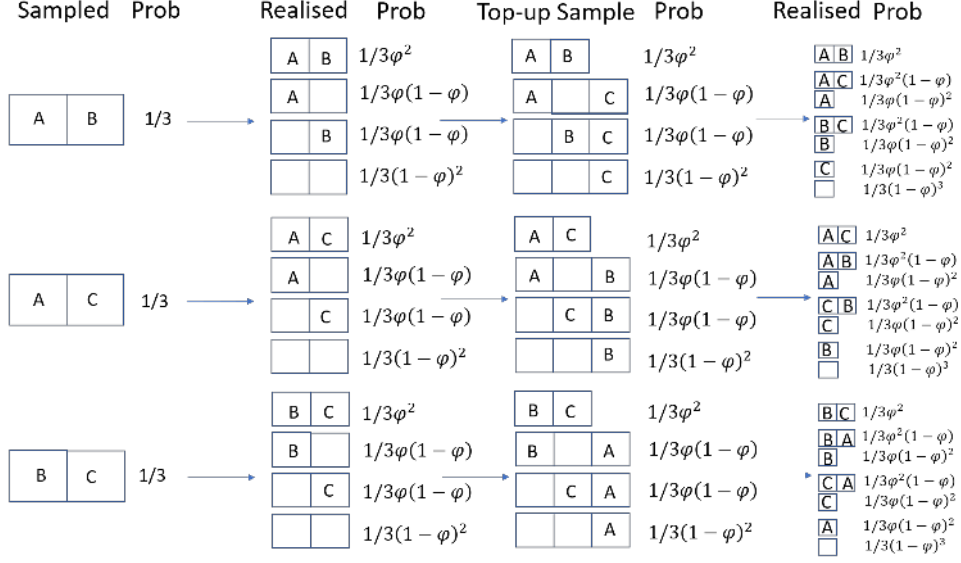 Sampled Prob Realised Prob Top-up Sample Prob Realised Prob
A B 1/3φ² A B 1/3φ² A B 1/3φ²
A C 1/3φ²(1 − φ)
A 1/3φ(1 − φ) A C 1/3φ(1 − φ) A 1/3φ(1 − φ)²
A B 1/3 B 1/3φ(1 − φ) B C 1/3φ(1 − φ) B C 1/3φ²(1 − φ)
B 1/3φ(1 − φ)²
1/3(1 − φ)² C 1/3(1 − φ)² C 1/3φ(1 − φ)²
1/3(1 − φ)³
A C 1/3φ² A C 1/3φ² A C 1/3φ²
A B 1/3φ²(1 − φ)
A 1/3φ(1 − φ) A B 1/3φ(1 − φ) A 1/3φ(1 − φ)²
A C 1/3 C 1/3φ(1 − φ) C B 1/3φ(1 − φ) C B 1/3φ²(1 − φ)
C 1/3φ(1 − φ)²
1/3(1 − φ)² B 1/3(1 − φ)² B 1/3φ(1 − φ)²
1/3(1 − φ)³
B C 1/3φ² B C 1/3φ² B C 1/3φ²
B A 1/3φ²(1 − φ)
B 1/3φ(1 − φ) B A 1/3φ(1 − φ) B 1/3φ(1 − φ)²
B C 1/3 C 1/3φ(1 − φ) C A 1/3φ(1 − φ) C A 1/3φ²(1 − φ)
C 1/3φ(1 − φ)²
1/3(1 − φ)² A 1/3(1 − φ)² A 1/3φ(1 − φ)²
1/3(1 − φ)³